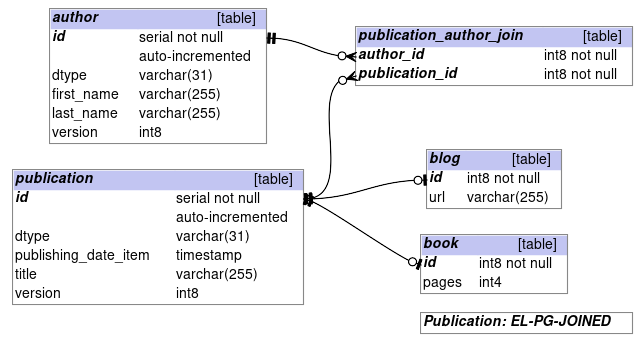 author [table]
id serial not null
auto-incremented
dtype varchar(31)
first_name varchar(255)
last_name varchar(255)
version int8
publication_author_join [table]
author_id int8 not null
publication_id int8 not null
publication [table]
id serial not null
auto-incremented
dtype varchar(31)
publishing_date_item timestamp
title varchar(255)
version int8
blog [table]
id int8 not null
url varchar(255)
book [table]
id int8 not null
pages int4
Publication: EL-PG-JOINED